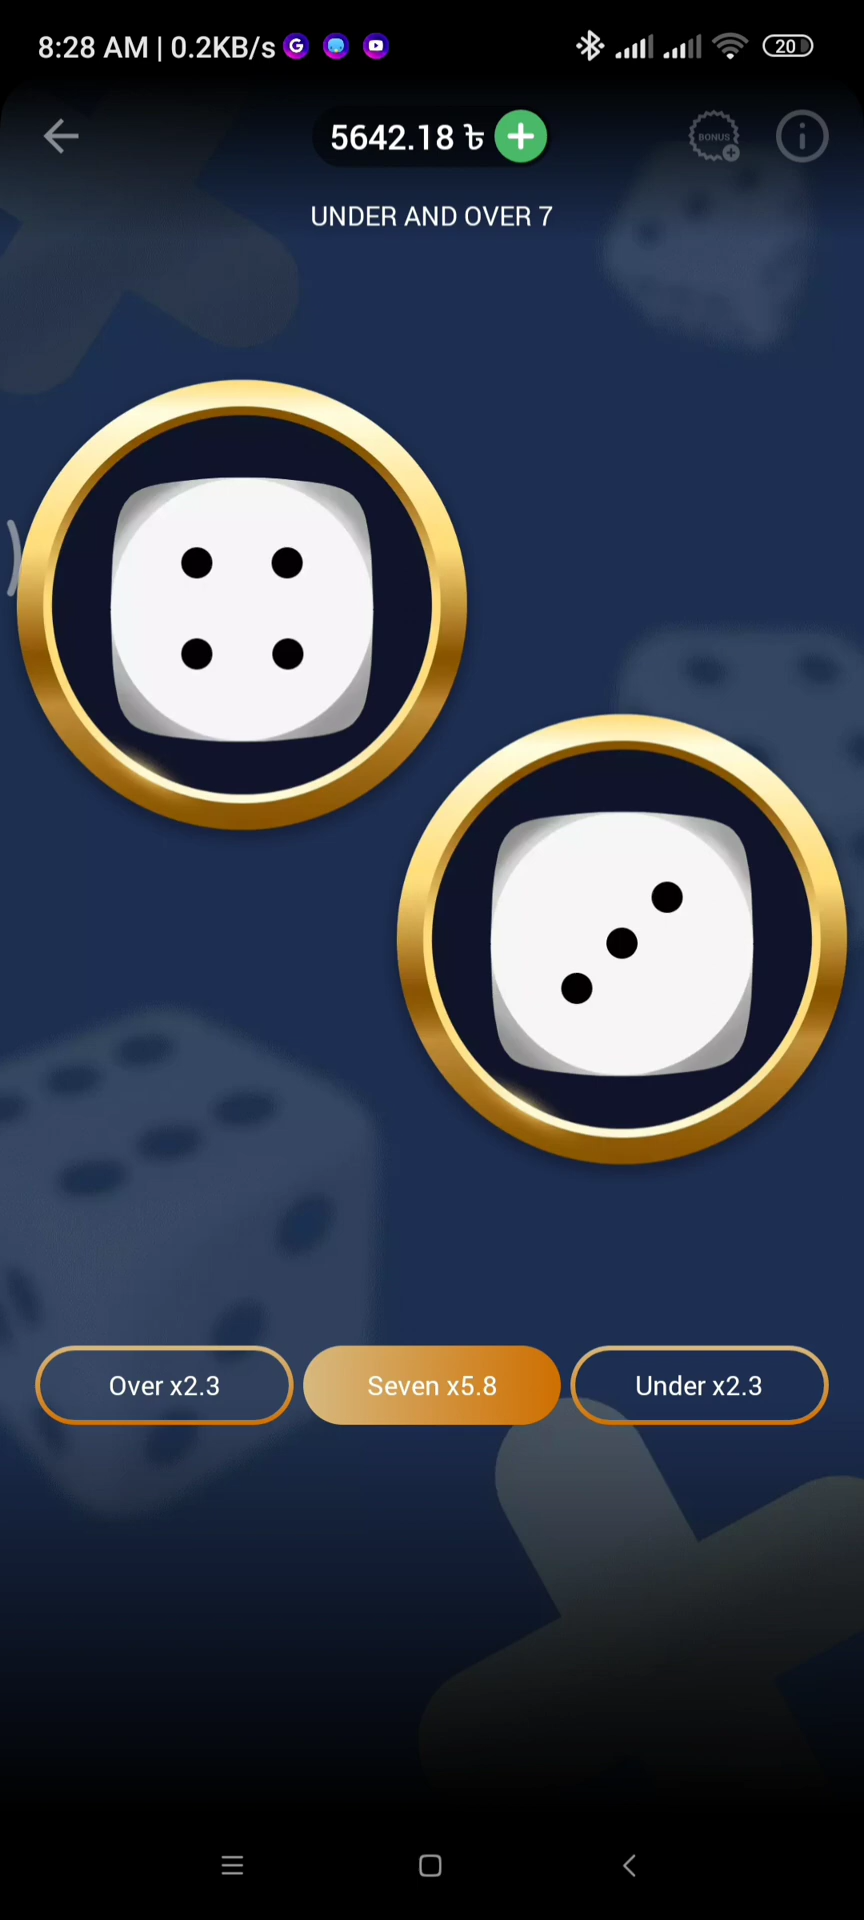 8:28 AM | 0.2KB/s G 20
5642.18 ৳ +
BONUS
UNDER AND OVER 7
Over x2.3
Seven x5.8
Under x2.3